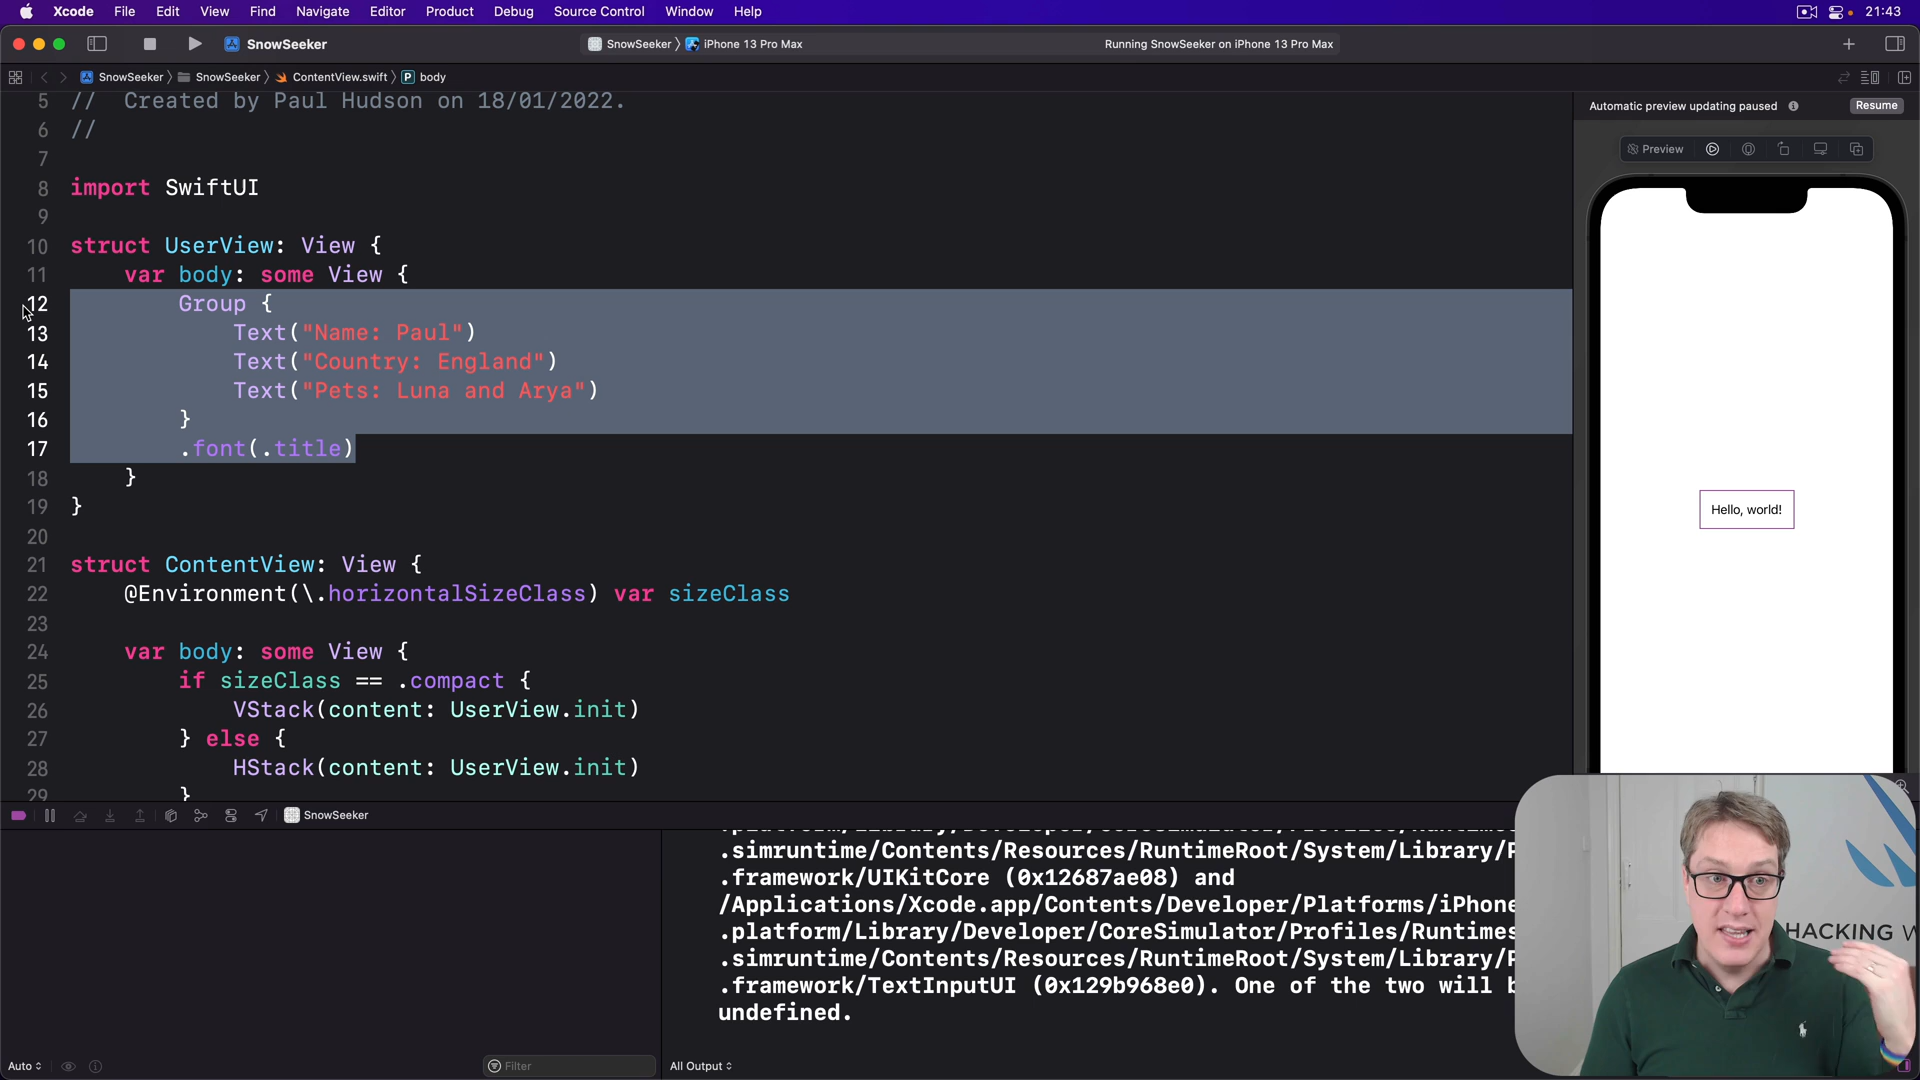 Xcode File Edit View Find Navigate Editor Product Debug Source Control Window Help 21:43
SnowSeeker SnowSeeker iPhone 13 Pro Max Running SnowSeeker on iPhone 13 Pro Max
SnowSeeker SnowSeeker ContentView.swift P body
Automatic preview updating paused Resume
Preview
5 // Created by Paul Hudson on 18/01/2022.
6 //
7
8 import SwiftUI
9
10 struct UserView: View {
11 var body: some View {
12 Group {
13 Text("Name: Paul")
14 Text("Country: England")
15 Text("Pets: Luna and Arya")
16 }
17 .font(.title)
18 }
19 }
20
21 struct ContentView: View {
22 @Environment(\.horizontalSizeClass) var sizeClass
23
24 var body: some View {
25 if sizeClass == .compact {
26 VStack(content: UserView.init)
27 } else {
28 HStack(content: UserView.init)
29 }
Hello, world!
SnowSeeker
.simruntime/Contents/Resources/RuntimeRoot/System/Library/
.framework/UIKitCore (0x12687ae08) and
/Applications/Xcode.app/Contents/Developer/Platforms/iPhone
.platform/Library/Developer/CoreSimulator/Profiles/Runtimes
.simruntime/Contents/Resources/RuntimeRoot/System/Library/
.framework/TextInputUI (0x129b968e0). One of the two will
undefined.
HACKING W
Auto Filter All Output